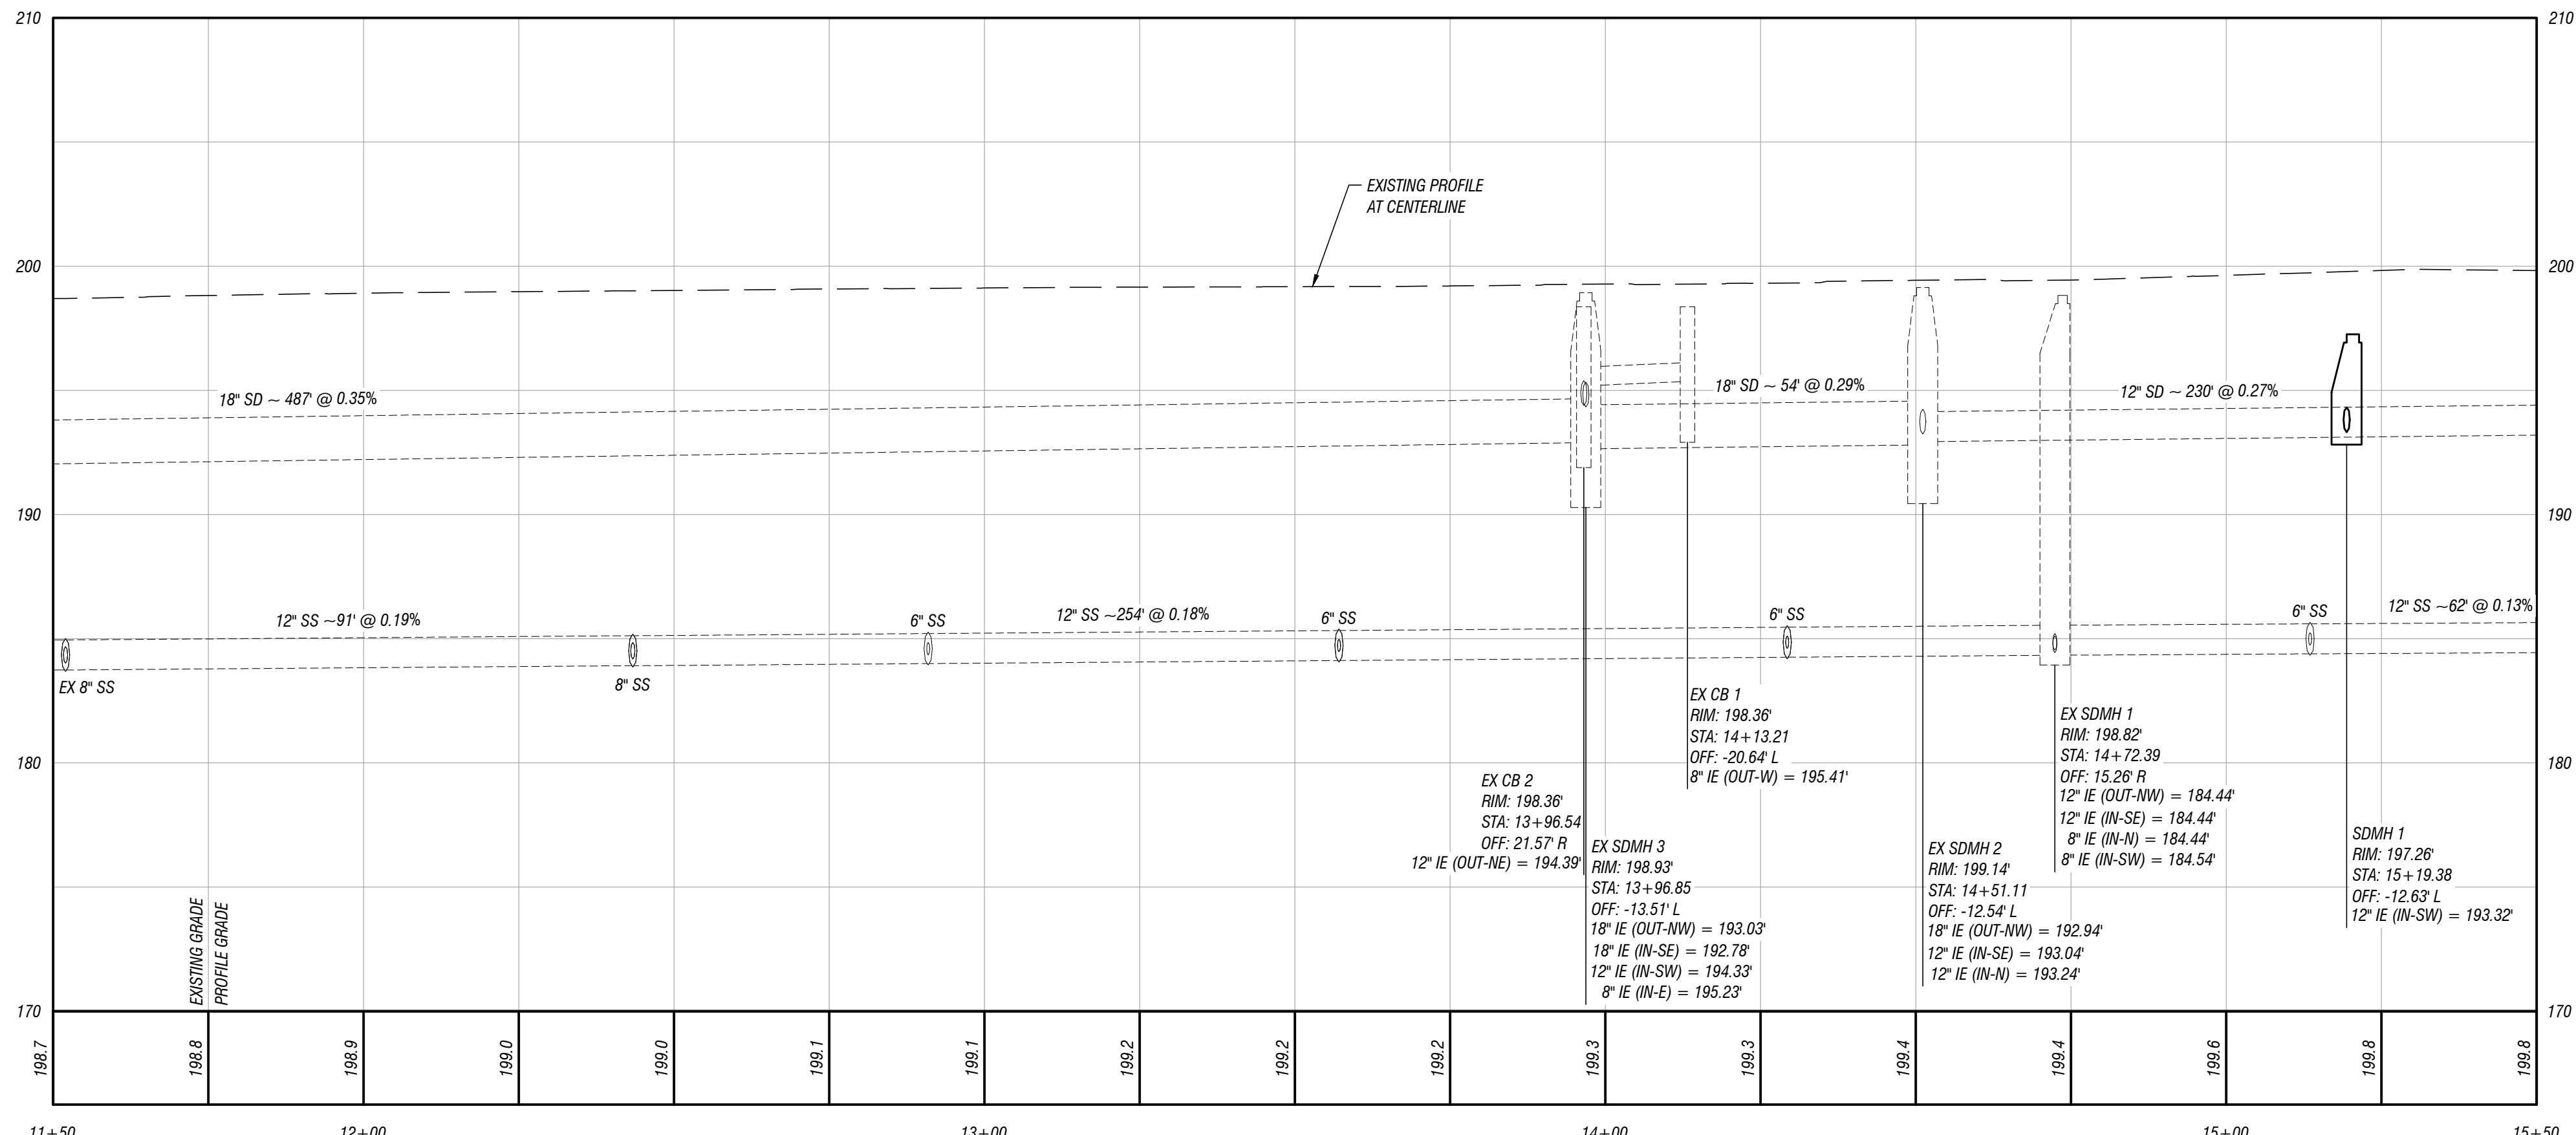 210
210
EXISTING PROFILE
AT CENTERLINE
200
200
18" SD ~ 487' @ 0.35%
18" SD ~ 54' @ 0.29%
12" SD ~ 230' @ 0.27%
190
190
12" SS ~91' @ 0.19%
6" SS
12" SS ~254' @ 0.18%
6" SS
6" SS
6" SS
12" SS ~62' @ 0.13%
EX 8" SS
8" SS
180
180
EX CB 1
RIM: 198.36'
STA: 14+13.21
OFF: -20.64' L
8" IE (OUT-W) = 195.41'
EX SDMH 1
RIM: 198.82'
STA: 14+72.39
OFF: 15.26' R
12" IE (OUT-NW) = 184.44'
12" IE (IN-SE) = 184.44'
8" IE (IN-N) = 184.44'
8" IE (IN-SW) = 184.54'
EX CB 2
RIM: 198.36'
STA: 13+96.54
OFF: 21.57' R
12" IE (OUT-NE) = 194.39'
EX SDMH 3
RIM: 198.93'
STA: 13+96.85
OFF: -13.51' L
18" IE (OUT-NW) = 193.03'
18" IE (IN-SE) = 192.78'
12" IE (IN-SW) = 194.33'
8" IE (IN-E) = 195.23'
EX SDMH 2
RIM: 199.14'
STA: 14+51.11
OFF: -12.54' L
18" IE (OUT-NW) = 192.94'
12" IE (IN-SE) = 193.04'
12" IE (IN-N) = 193.24'
SDMH 1
RIM: 197.26'
STA: 15+19.38
OFF: -12.63' L
12" IE (IN-SW) = 193.32'
EXISTING GRADE
PROFILE GRADE
170
170
198.7
198.8
198.9
199.0
199.0
199.1
199.1
199.2
199.2
199.2
199.3
199.3
199.4
199.4
199.6
199.8
199.8
11+50
12+00
13+00
14+00
15+00
15+50